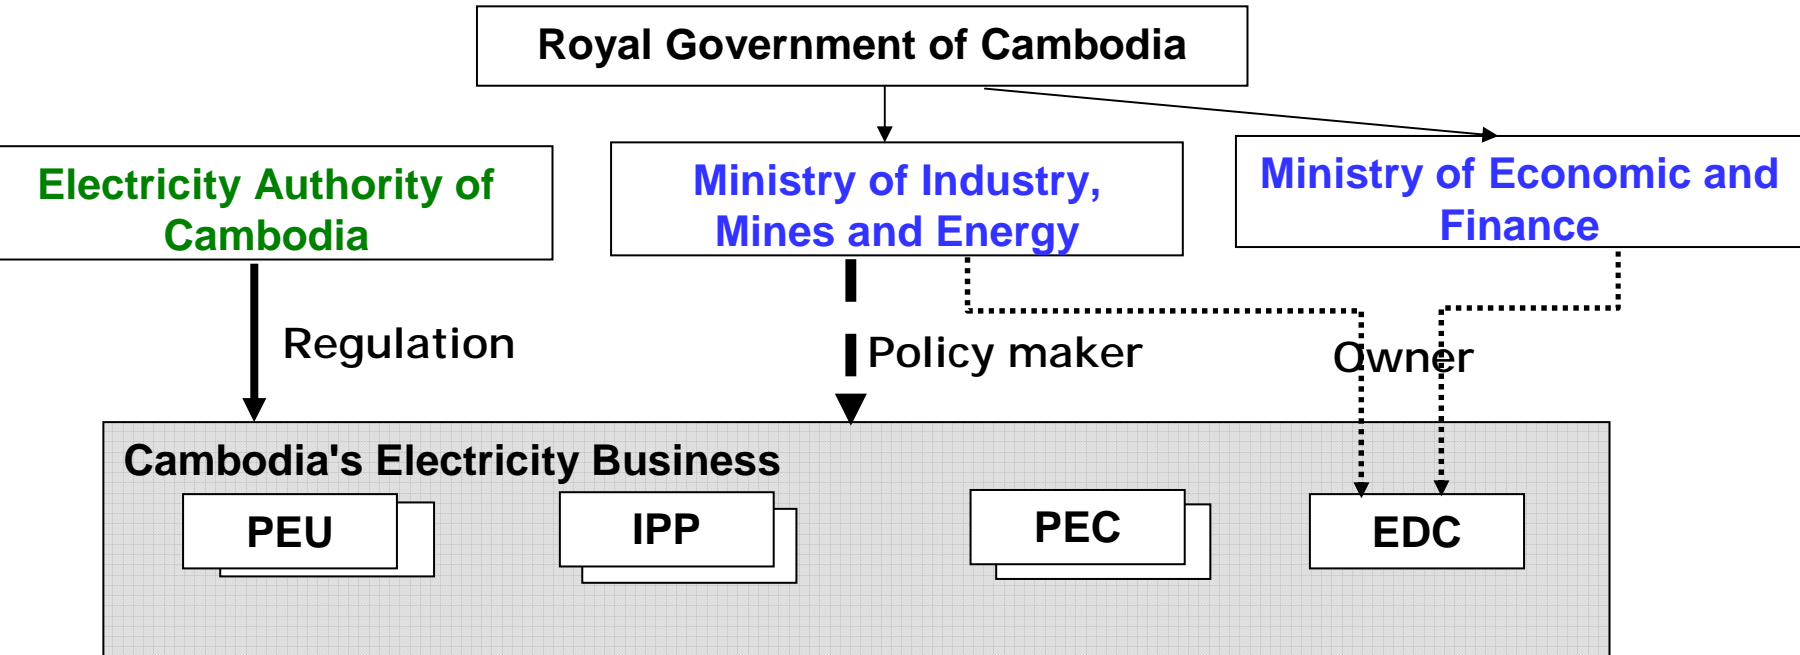 Royal Government of Cambodia
Electricity Authority of
Cambodia
Ministry of Industry,
Mines and Energy
Ministry of Economic and
Finance
Regulation
Policy maker
Owner
Cambodia's Electricity Business
PEU
IPP
PEC
EDC